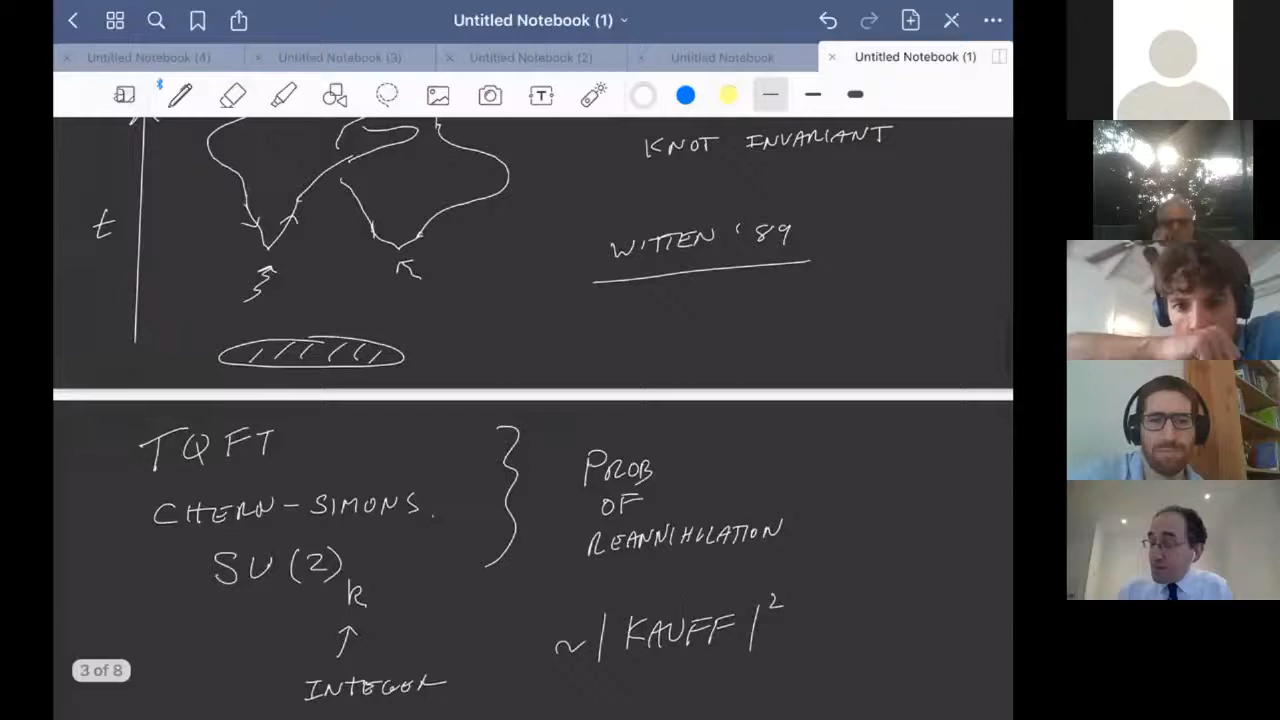 Untitled Notebook (1)
Untitled Notebook (4)
Untitled Notebook (3)
Untitled Notebook (2)
Untitled Notebook
Untitled Notebook (1)
KNOT INVARIANT
t
WITTEN '89
TQFT
CHERN-SIMONS.
SU(2)
k
INTEGER
PROB
OF
REANNIHILATION
~|KAUFF|²
3 of 8